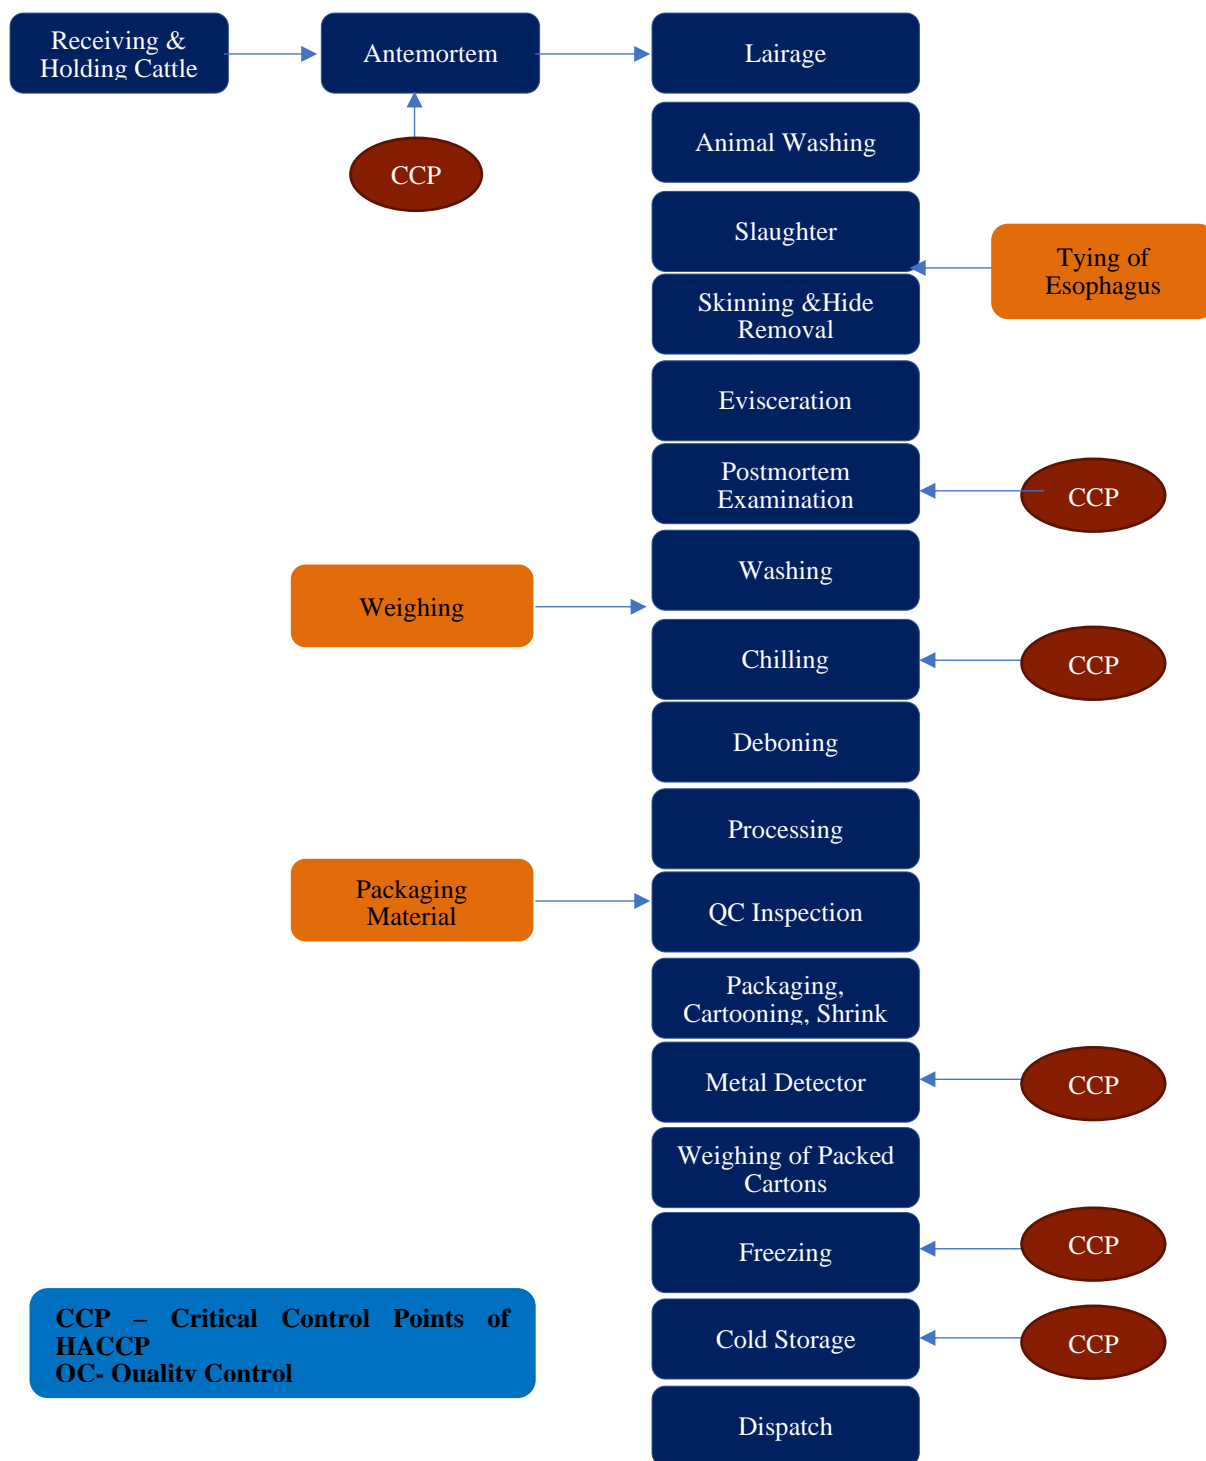 Receiving &
Holding Cattle
Antemortem
Lairage
CCP
Animal Washing
Slaughter
Tying of
Esophagus
Skinning &Hide
Removal
Evisceration
Postmortem
Examination
CCP
Washing
Weighing
Chilling
CCP
Deboning
Processing
Packaging
Material
QC Inspection
Packaging,
Cartooning, Shrink
Metal Detector
CCP
Weighing of Packed
Cartons
Freezing
CCP
Cold Storage
CCP
Dispatch
CCP – Critical Control Points of
HACCP
QC- Quality Control